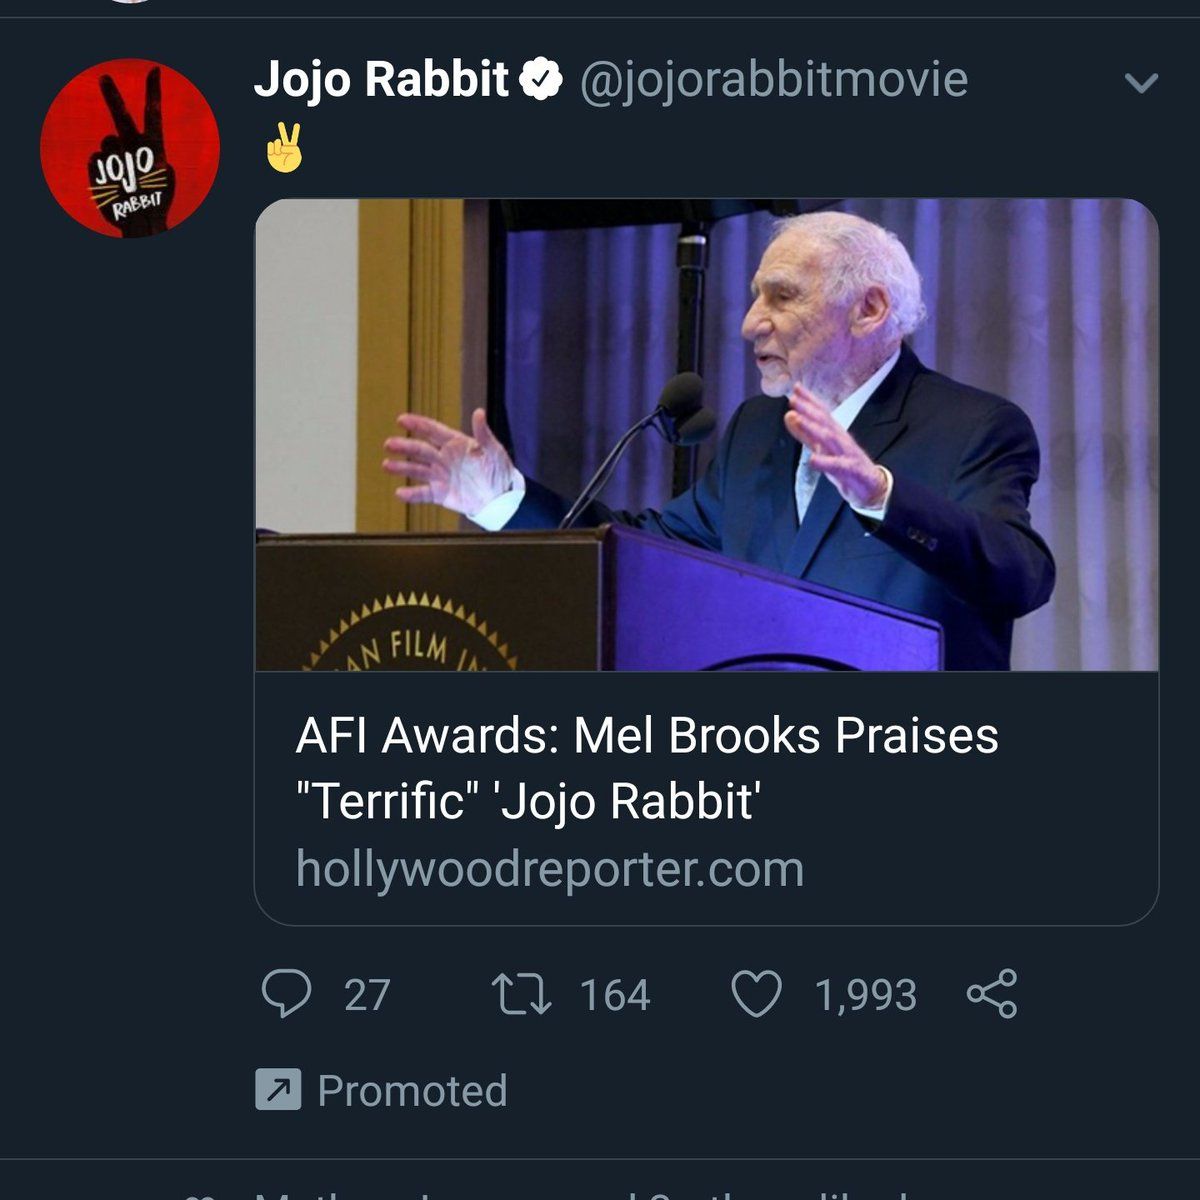 Jojo Rabbit @jojorabbitmovie
✌️
JOJO
RABBIT
AN FILM IN
AFI Awards: Mel Brooks Praises
"Terrific" 'Jojo Rabbit'
hollywoodreporter.com
27 164 1,993
Promoted